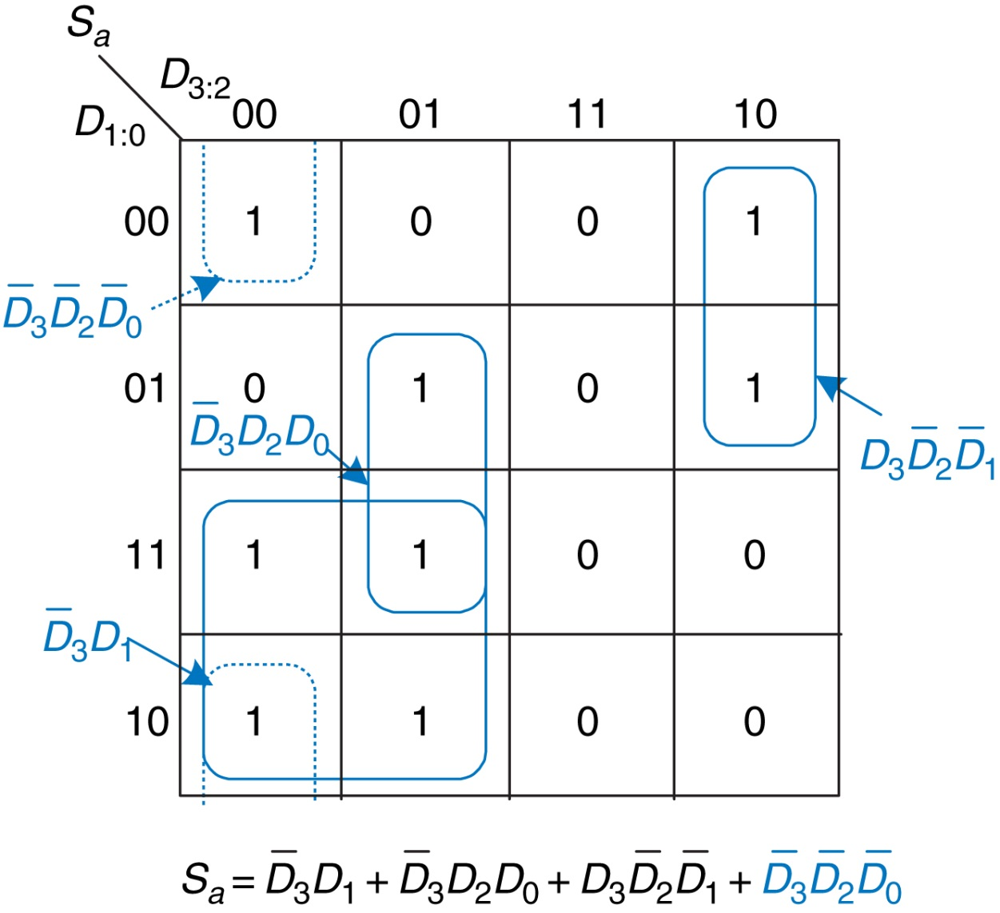 Sₐ
D₃:₂
D₁:₀
00 01 11 10
00 1 0 0 1
D̅₃D̅₂D̅₀
01 0 1 0 1
D̅₃D₂D₀
D₃D̅₂D̅₁
11 1 1 0 0
D̅₃D₁
10 1 1 0 0
Sₐ = D̅₃D₁ + D̅₃D₂D₀ + D₃D̅₂D̅₁ + D̅₃D̅₂D̅₀